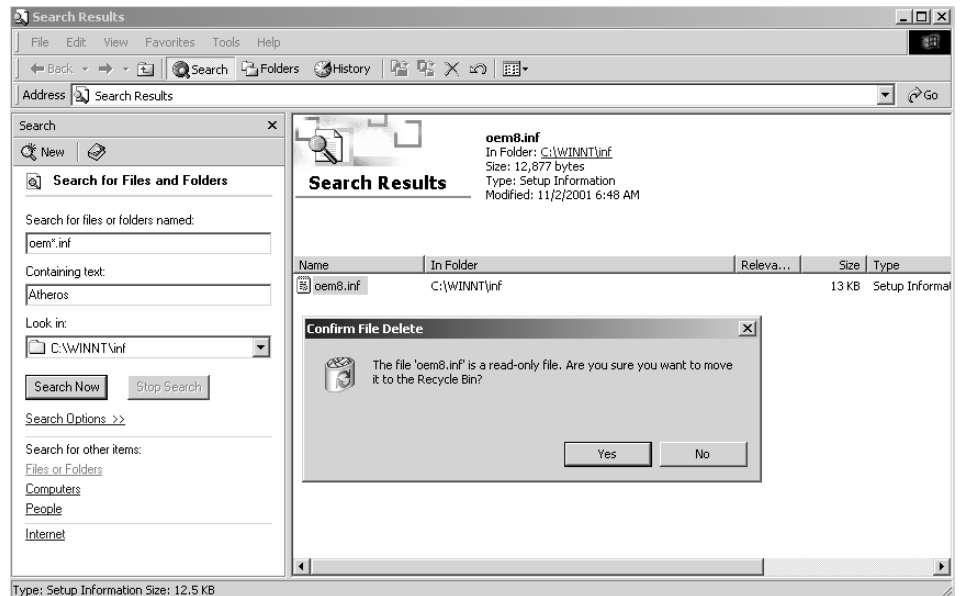 Search Results
File Edit View Favorites Tools Help
Back Search Folders History
Address Search Results Go
Search
New
Search for Files and Folders
Search for files or folders named:
oem*.inf
Containing text:
Atheros
Look in:
C:\WINNT\inf
Search Now Stop Search
Search Options >>
Search for other items:
Files or Folders
Computers
People
Internet
Search Results
oem8.inf
In Folder: C:\WINNT\inf
Size: 12,877 bytes
Type: Setup Information
Modified: 11/2/2001 6:48 AM
Name In Folder Releva... Size Type
oem8.inf C:\WINNT\inf 13 KB Setup Informat
Confirm File Delete
The file 'oem8.inf' is a read-only file. Are you sure you want to move
it to the Recycle Bin?
Yes No
Type: Setup Information Size: 12.5 KB